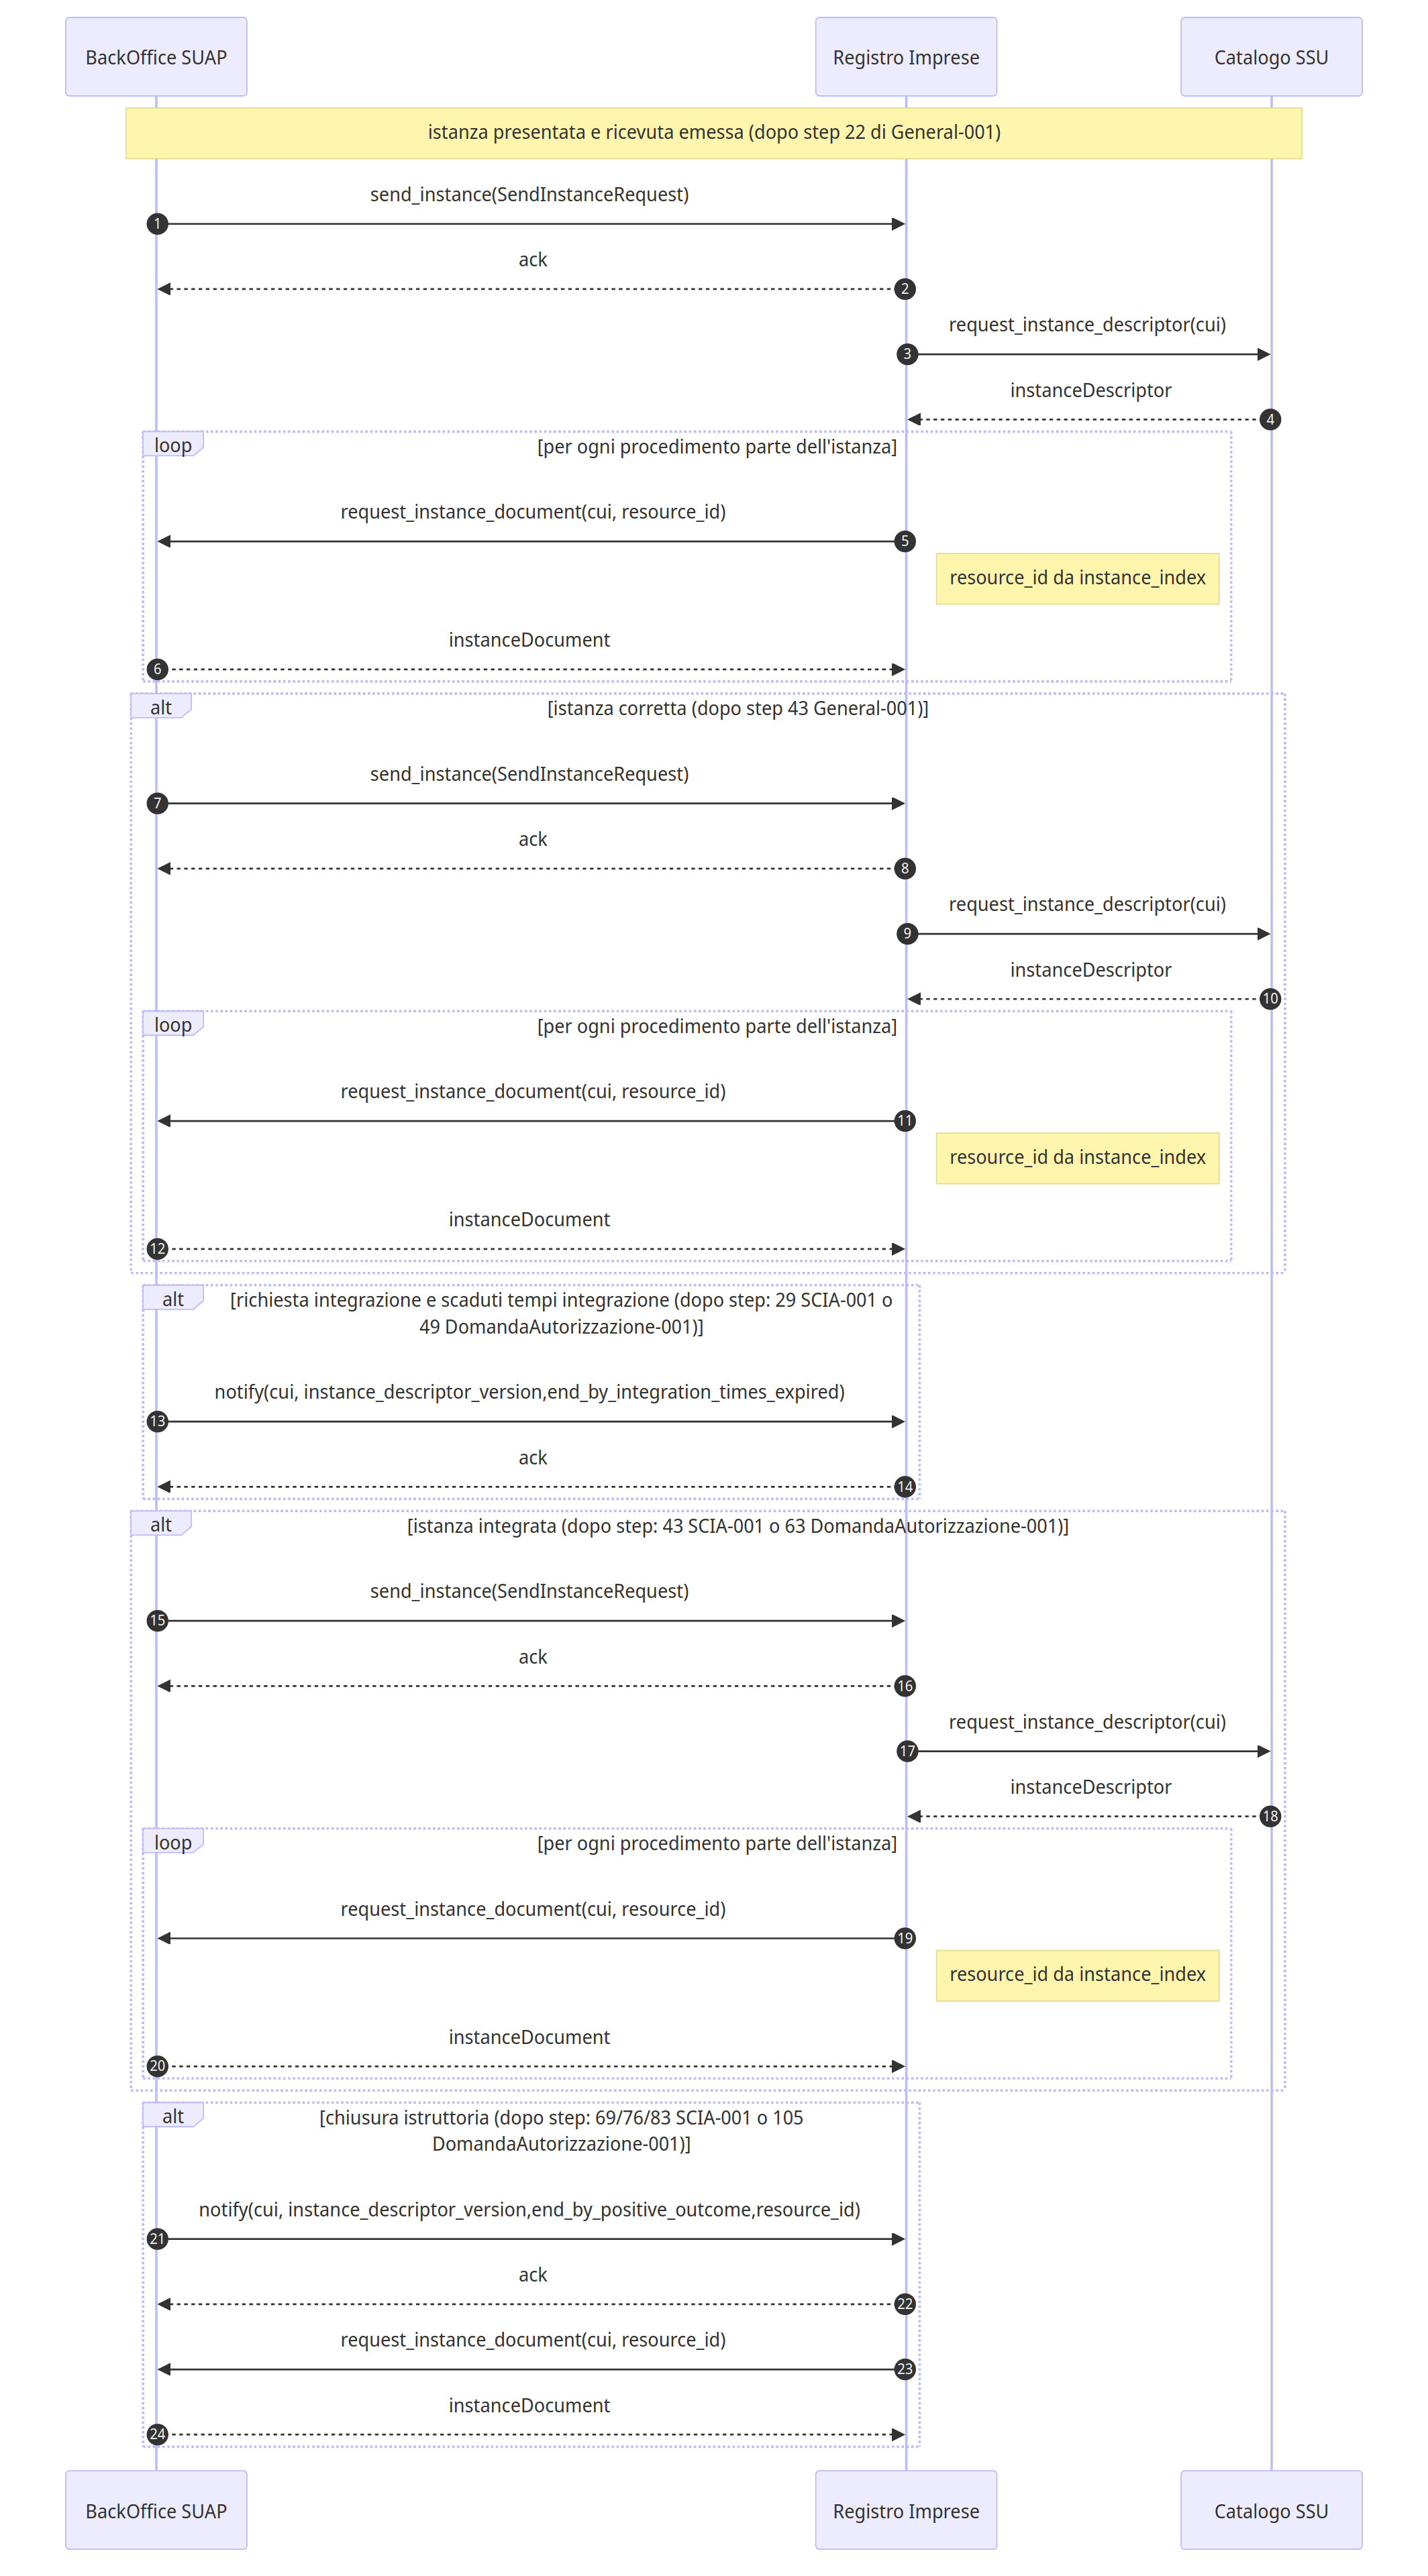 BackOffice SUAP
Registro Imprese
Catalogo SSU
istanza presentata e ricevuta emessa (dopo step 22 di General-001)
send_instance(SendInstanceRequest)
1
ack
2
request_instance_descriptor(cui)
3
instanceDescriptor
4
loop
[per ogni procedimento parte dell'istanza]
request_instance_document(cui, resource_id)
5
resource_id da instance_index
instanceDocument
6
alt
[istanza corretta (dopo step 43 General-001)]
send_instance(SendInstanceRequest)
7
ack
8
request_instance_descriptor(cui)
9
instanceDescriptor
10
loop
[per ogni procedimento parte dell'istanza]
request_instance_document(cui, resource_id)
11
resource_id da instance_index
instanceDocument
12
alt
[richiesta integrazione e scaduti tempi integrazione (dopo step: 29 SCIA-001 o
49 DomandaAutorizzazione-001)]
notify(cui, instance_descriptor_version,end_by_integration_times_expired)
13
ack
14
alt
[istanza integrata (dopo step: 43 SCIA-001 o 63 DomandaAutorizzazione-001)]
send_instance(SendInstanceRequest)
15
ack
16
request_instance_descriptor(cui)
17
instanceDescriptor
18
loop
[per ogni procedimento parte dell'istanza]
request_instance_document(cui, resource_id)
19
resource_id da instance_index
instanceDocument
20
alt
[chiusura istruttoria (dopo step: 69/76/83 SCIA-001 o 105
DomandaAutorizzazione-001)]
notify(cui, instance_descriptor_version,end_by_positive_outcome,resource_id)
21
ack
22
request_instance_document(cui, resource_id)
23
instanceDocument
24
BackOffice SUAP
Registro Imprese
Catalogo SSU